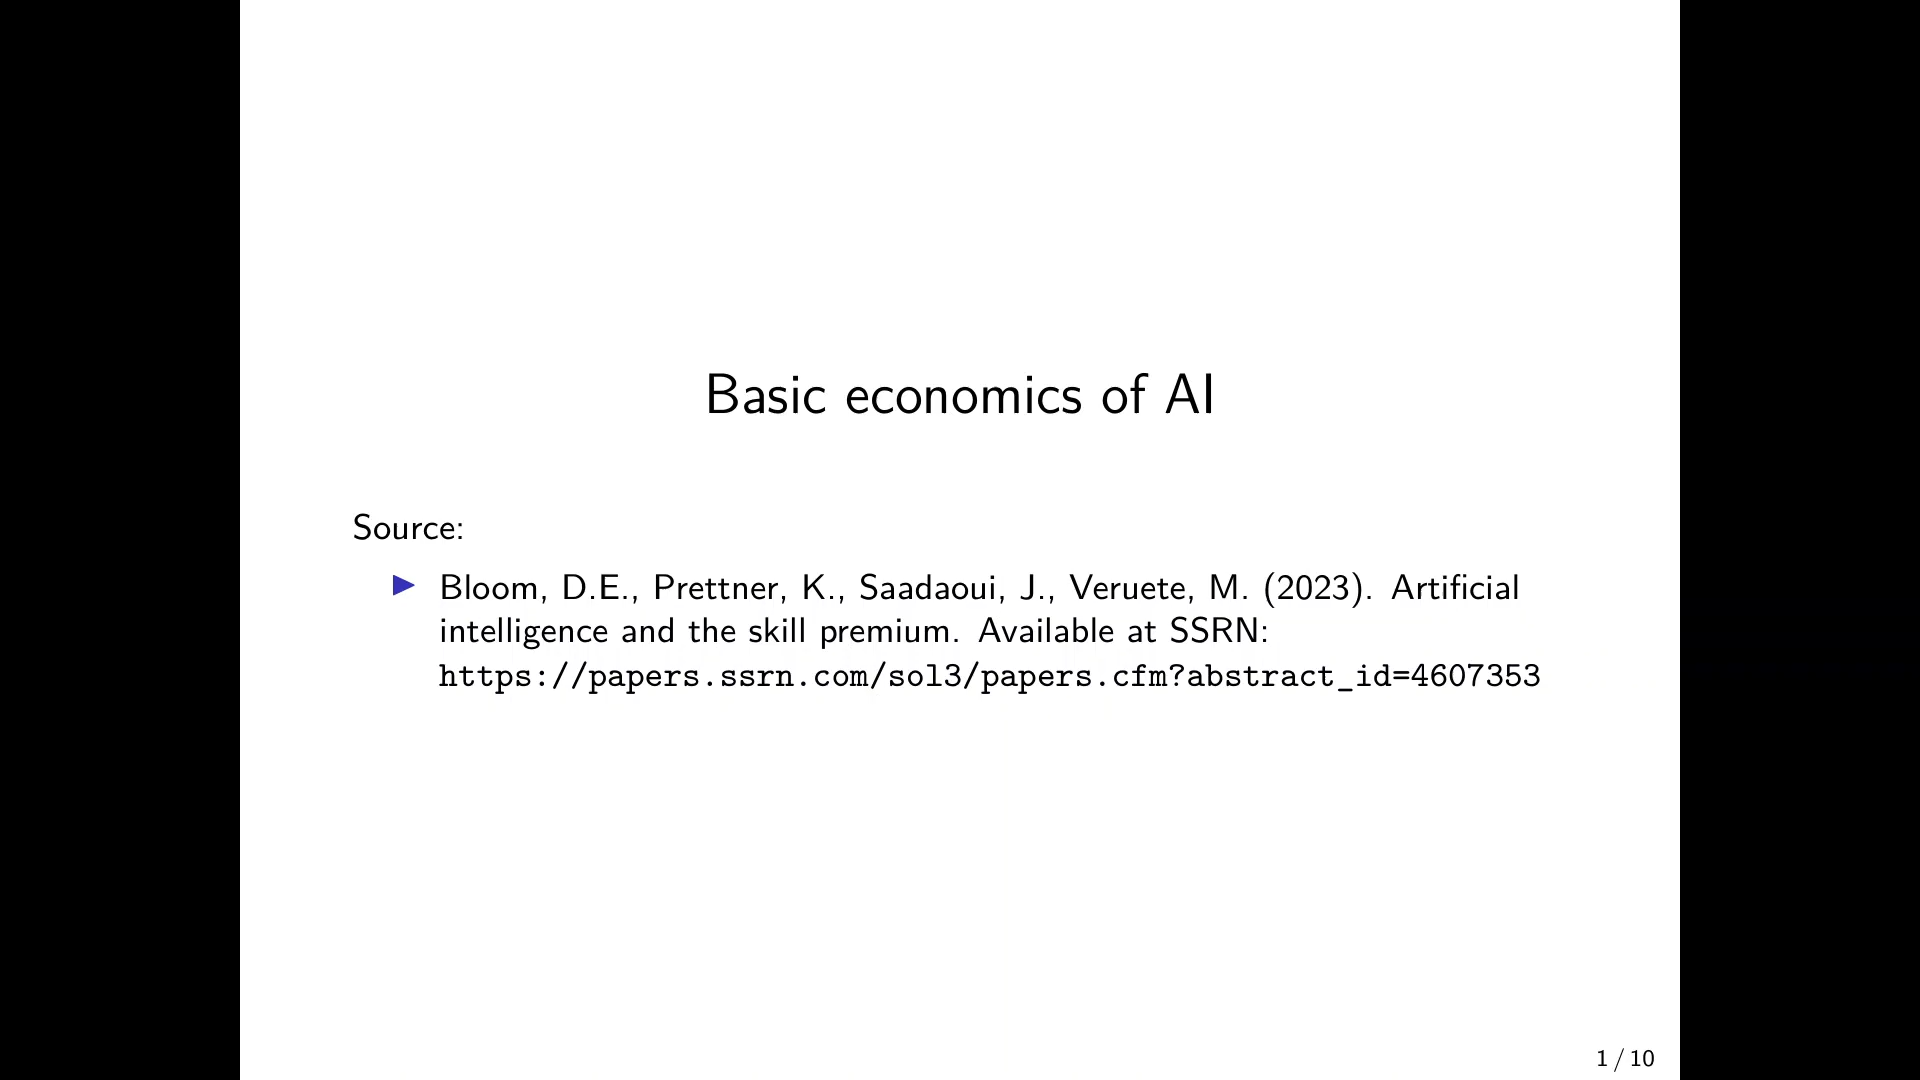 Basic economics of AI
Source:
Bloom, D.E., Prettner, K., Saadaoui, J., Veruete, M. (2023). Artificial
intelligence and the skill premium. Available at SSRN:
https://papers.ssrn.com/sol3/papers.cfm?abstract_id=4607353
1 / 10